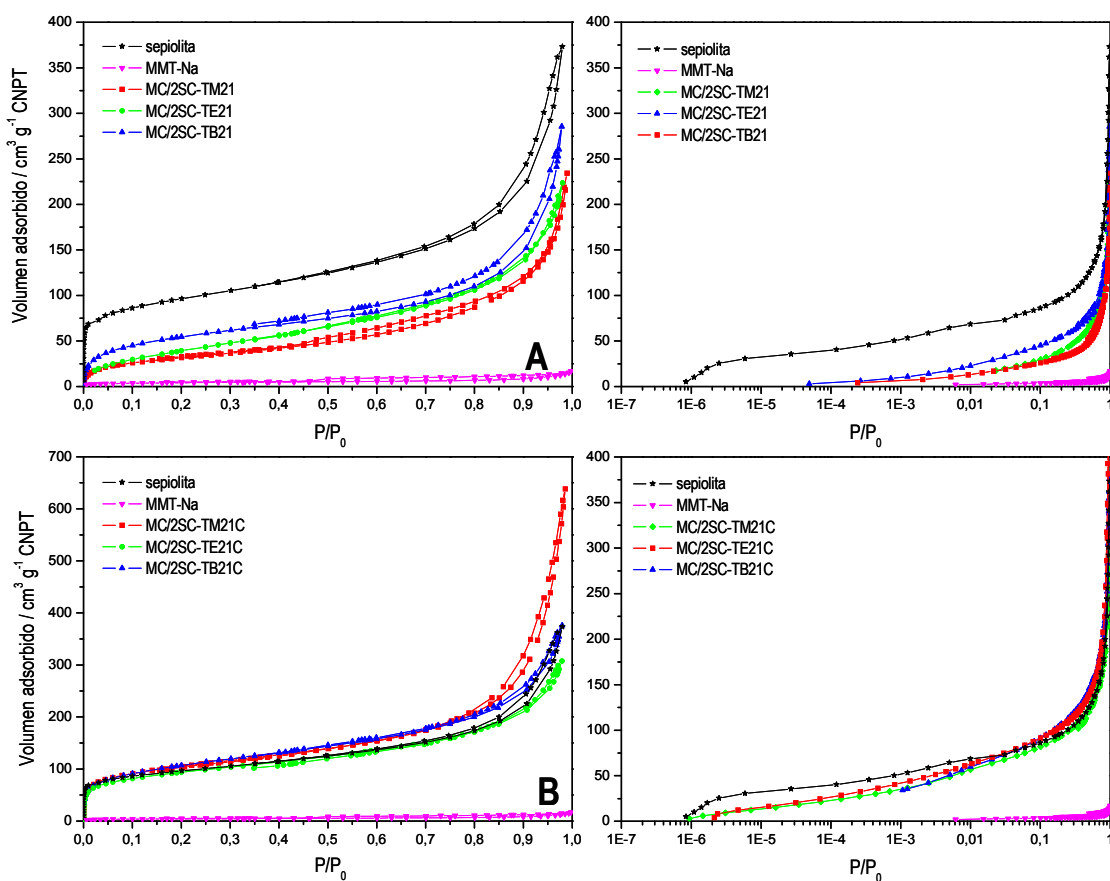 Volumen adsorbido / cm³ g⁻¹ CNPT
400
350
300
250
200
150
100
50
0
sepiolita
MMT-Na
MC/2SC-TM21
MC/2SC-TE21
MC/2SC-TB21
A
0,0 0,1 0,2 0,3 0,4 0,5 0,6 0,7 0,8 0,9 1,0
P/P₀
400
350
300
250
200
150
100
50
0
sepiolita
MMT-Na
MC/2SC-TM21
MC/2SC-TE21
MC/2SC-TB21
1E-7 1E-6 1E-5 1E-4 1E-3 0,01 0,1 1
P/P₀
Volumen adsorbido / cm³ g⁻¹ CNPT
700
600
500
400
300
200
100
0
sepiolita
MMT-Na
MC/2SC-TM21C
MC/2SC-TE21C
MC/2SC-TB21C
B
0,0 0,1 0,2 0,3 0,4 0,5 0,6 0,7 0,8 0,9 1,0
P/P₀
400
350
300
250
200
150
100
50
0
sepiolita
MMT-Na
MC/2SC-TM21C
MC/2SC-TE21C
MC/2SC-TB21C
1E-7 1E-6 1E-5 1E-4 1E-3 0,01 0,1 1
P/P₀